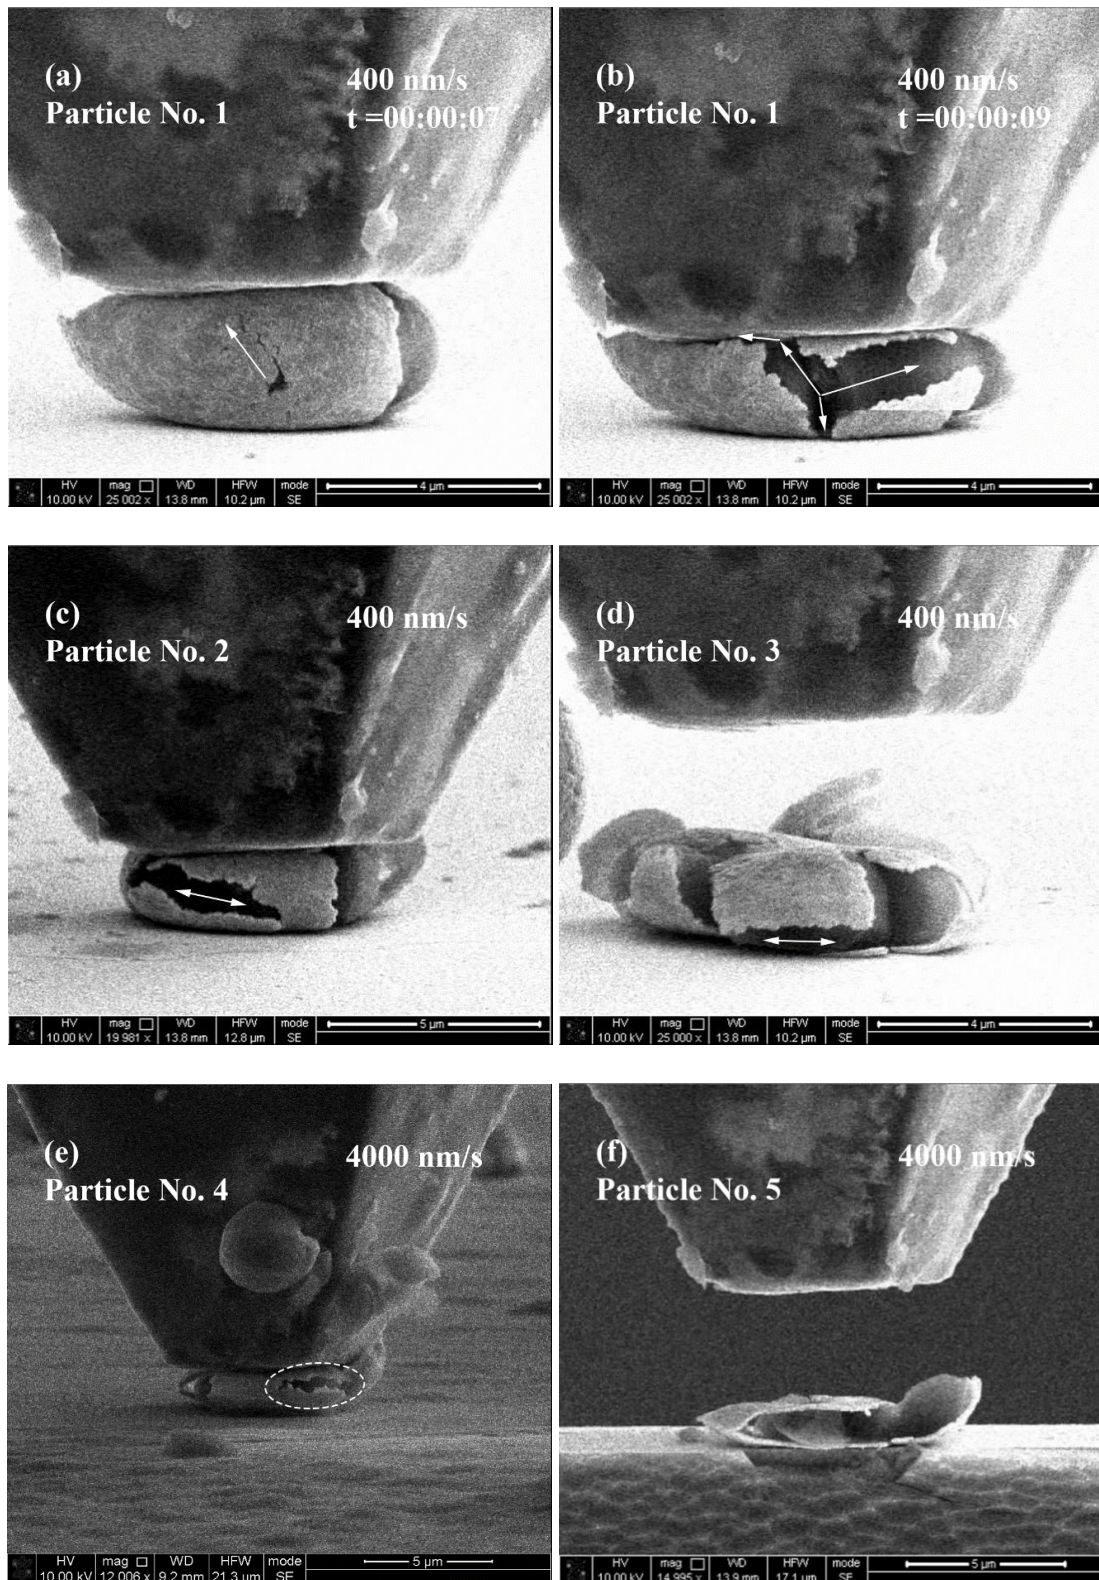 (a)
400 nm/s
Particle No. 1
t =00:00:07
HV mag WD HFW mode
10.00 kV 25 002 x 13.8 mm 10.2 µm SE
4 µm
(b)
400 nm/s
Particle No. 1
t =00:00:09
HV mag WD HFW mode
10.00 kV 25 002 x 13.8 mm 10.2 µm SE
4 µm
(c)
400 nm/s
Particle No. 2
HV mag WD HFW mode
10.00 kV 19 981 x 13.8 mm 12.8 µm SE
5 µm
(d)
400 nm/s
Particle No. 3
HV mag WD HFW mode
10.00 kV 25 000 x 13.8 mm 10.2 µm SE
4 µm
(e)
4000 nm/s
Particle No. 4
HV mag WD HFW mode
10.00 kV 12 006 x 9.2 mm 21.3 µm SE
5 µm
(f)
4000 nm/s
Particle No. 5
HV mag WD HFW mode
10.00 kV 14 995 x 13.9 mm 17.1 µm SE
5 µm